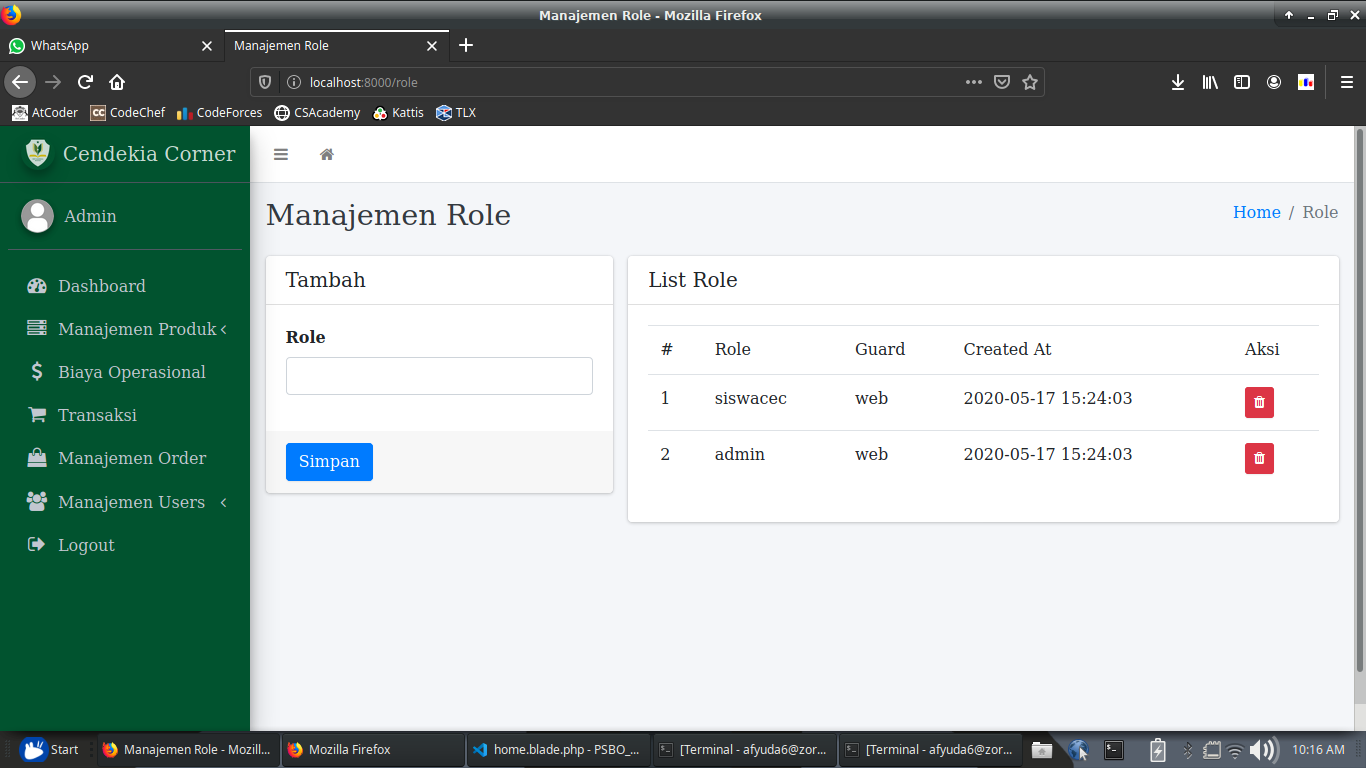 Manajemen Role - Mozilla Firefox
WhatsApp
Manajemen Role
localhost:8000/role
AtCoder
CC CodeChef
CodeForces
CSAcademy
Kattis
TLX
Cendekia Corner
Admin
Dashboard
Manajemen Produk
Biaya Operasional
Transaksi
Manajemen Order
Manajemen Users
Logout
Manajemen Role
Home / Role
Tambah
Role
Simpan
List Role
# Role Guard Created At Aksi
1 siswacec web 2020-05-17 15:24:03
2 admin web 2020-05-17 15:24:03
Start
Manajemen Role - Mozill...
Mozilla Firefox
home.blade.php - PSBO_...
[Terminal - afyuda6@zor...
[Terminal - afyuda6@zor...
10:16 AM